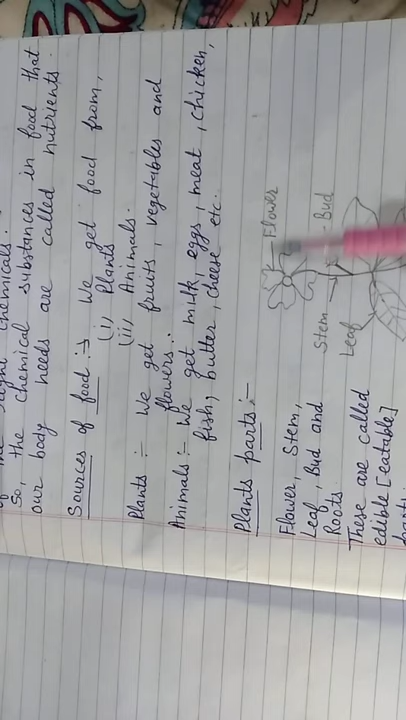 chemicals.
So, the chemical substances in food that
our body needs are called nutrients.
Sources of food :→ We get food from,
(i) Plants
(ii) Animals.
Plants :- We get fruits, vegetables and
flowers.
Animals :- We get milk, eggs, meat, chicken,
fish, butter, cheese etc.
Plants parts :-
Flower, Stem,
Leaf, Bud and
Roots.
These are called
edible [eatable]
Flower
Bud
Stem
Leaf